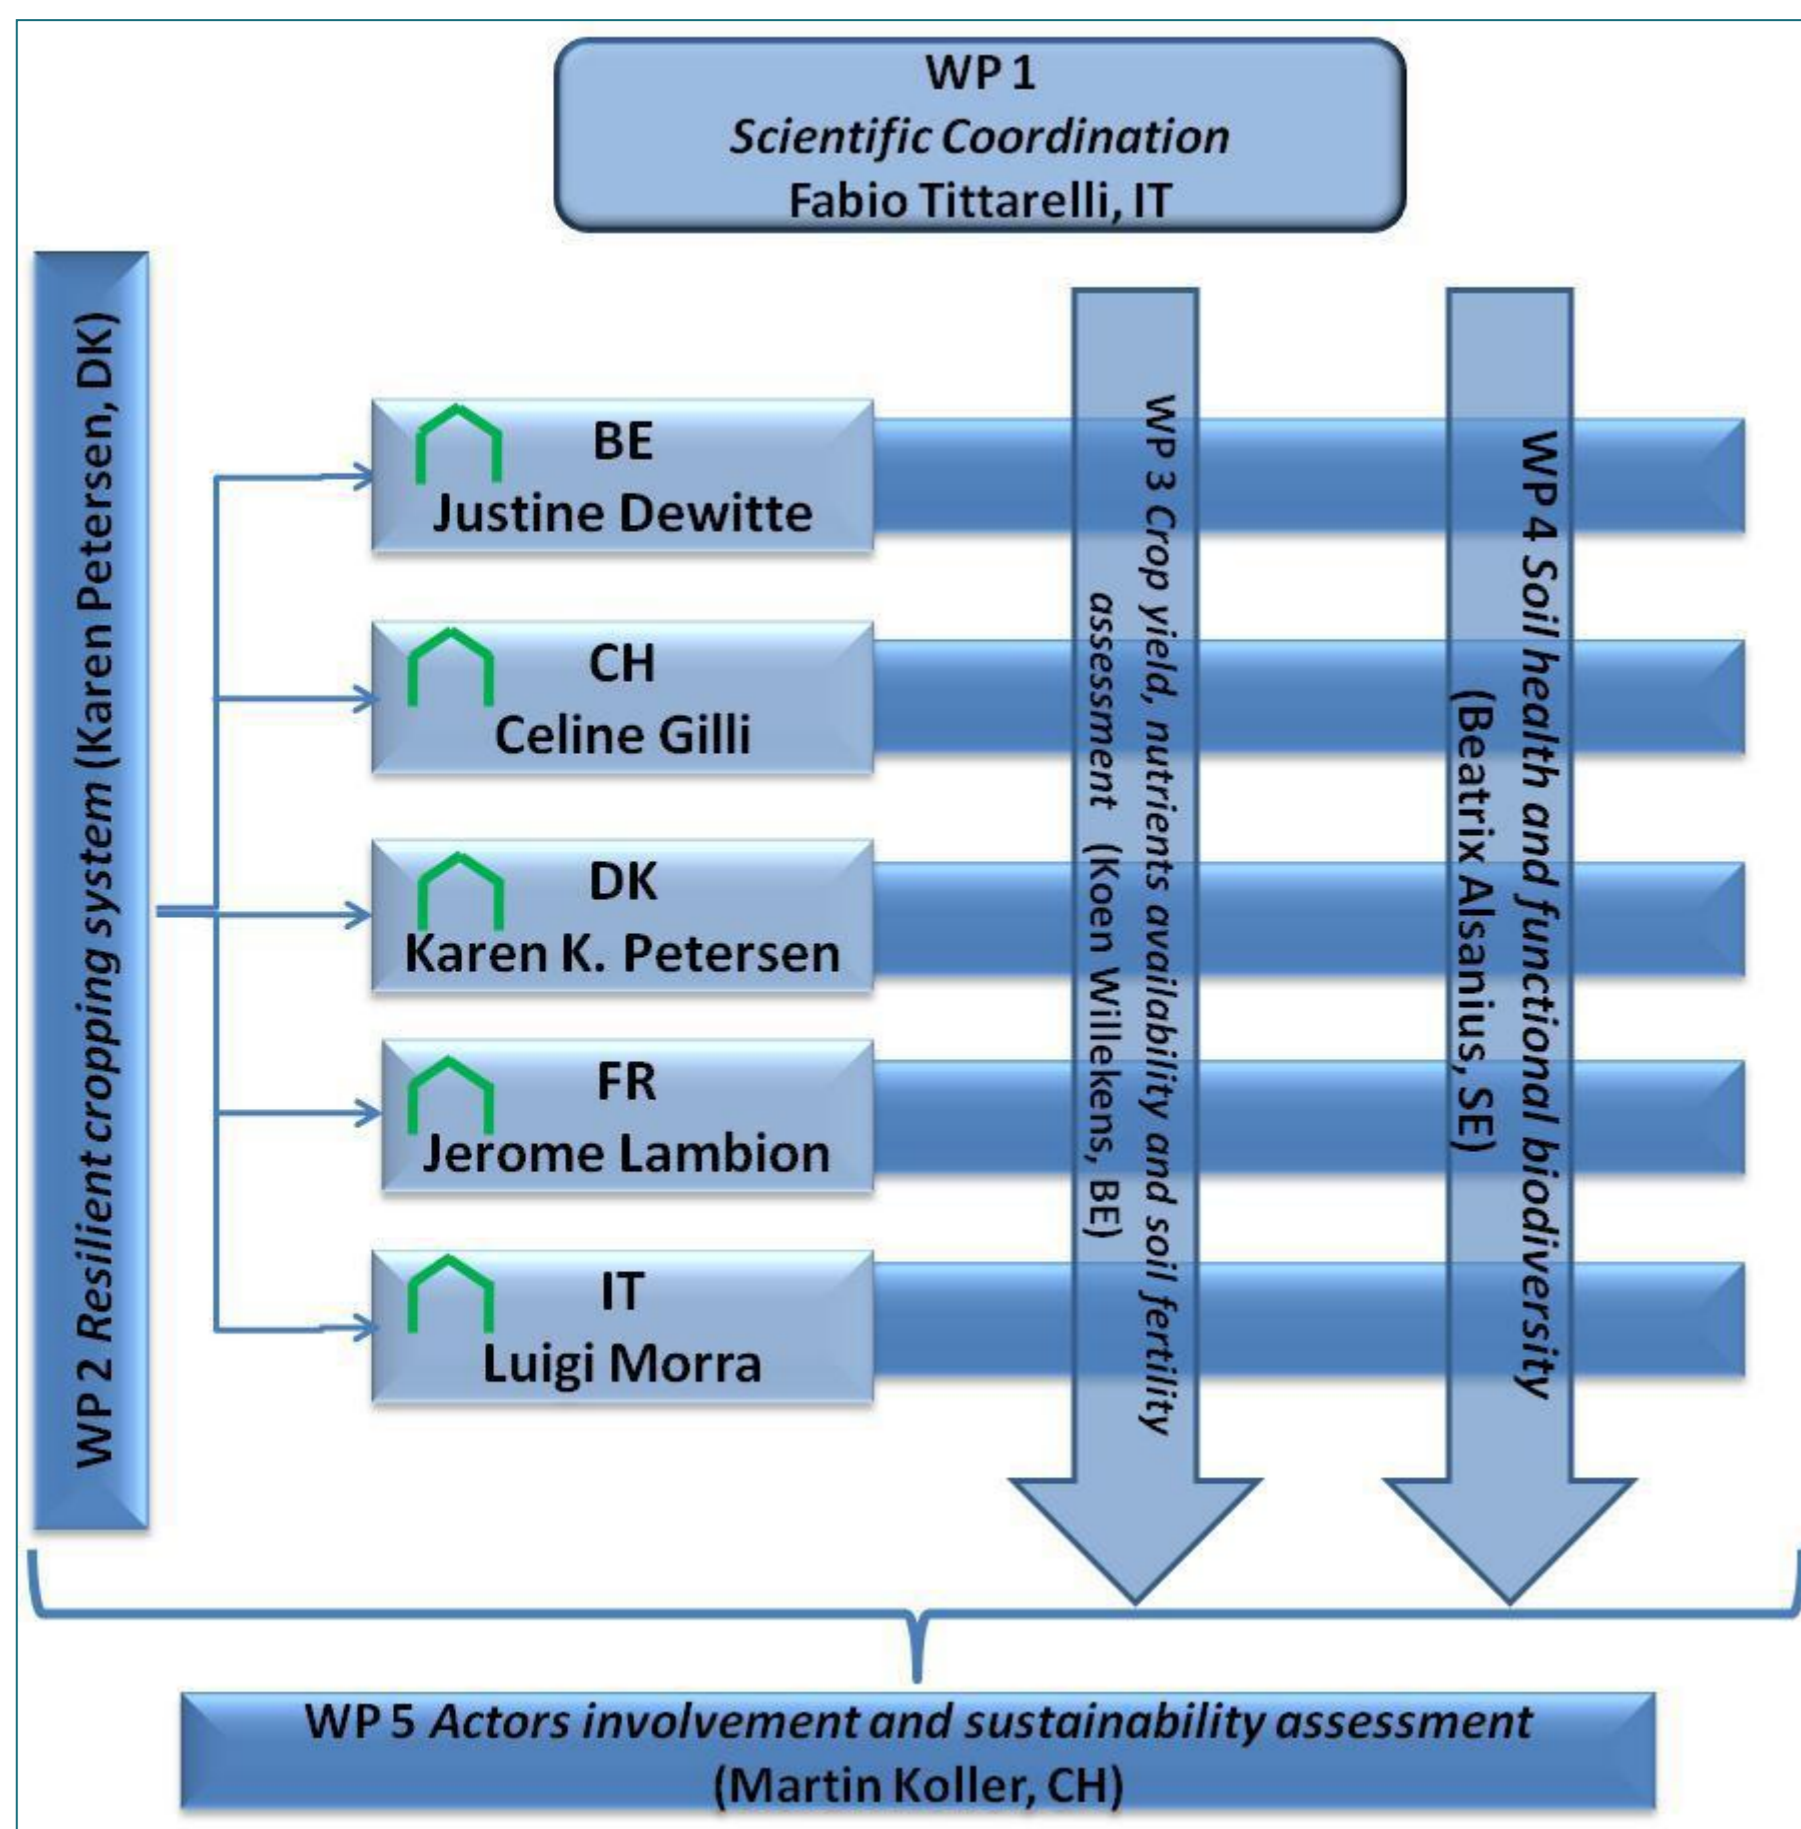 WP 1
Scientific Coordination
Fabio Tittarelli, IT
WP 2 Resilient cropping system (Karen Petersen, DK)
BE
Justine Dewitte
CH
Celine Gilli
DK
Karen K. Petersen
FR
Jerome Lambion
IT
Luigi Morra
WP 3 Crop yield, nutrients availability and soil fertility
assessment (Koen Willekens, BE)
WP 4 Soil health and functional biodiversity
(Beatrix Alsanius, SE)
WP 5 Actors involvement and sustainability assessment
(Martin Koller, CH)